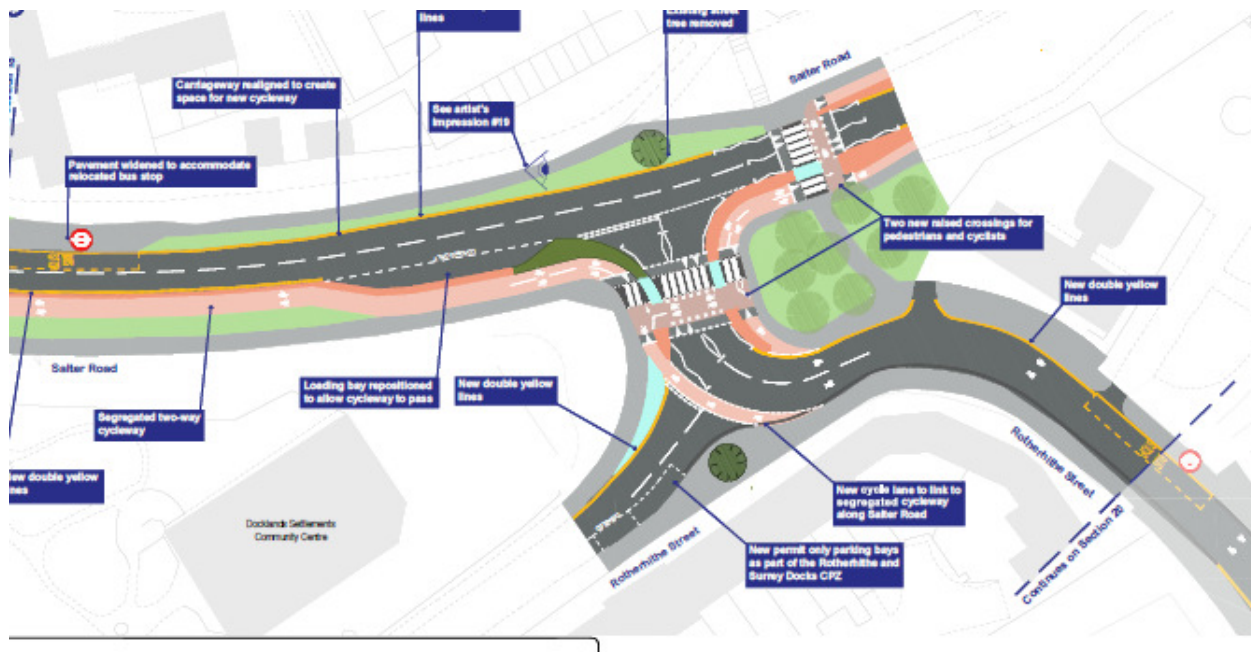 lines
Existing street
tree removed
Salter Road
Carriageway realigned to create
space for new cycleway
See artist's
impression #19
Pavement widened to accommodate
relocated bus stop
Two new raised crossings for
pedestrians and cyclists
New double yellow
lines
Salter Road
Loading bay repositioned
to allow cycleway to pass
New double yellow
lines
Segregated two-way
cycleway
New double yellow
lines
Rotherhithe Street
New cycle lane to link to
segregated cycleway
along Salter Road
Docklands Settlements
Community Centre
Rotherhithe Street
New permit only parking bays
as part of the Rotherhithe and
Surrey Docks CPZ
Continues on Section 20